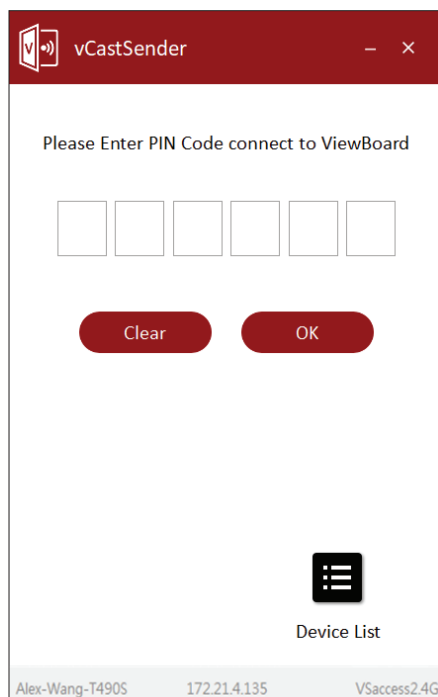 vCastSender
Please Enter PIN Code connect to ViewBoard
Clear OK
Device List
Alex-Wang-T490S 172.21.4.135 VSaccess2.4G